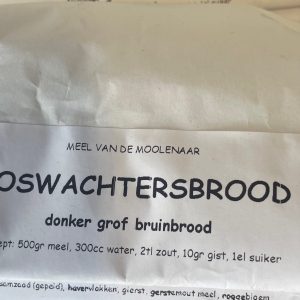 MEEL VAN DE MOOLENAAR
OSWACHTERSBROOD
donker grof bruinbrood
ept: 500gr meel, 300cc water, 2tl zout, 10gr gist, 1el suiker
(gepeld), havervlokken, gierst, gerstemout meel, roggebloem